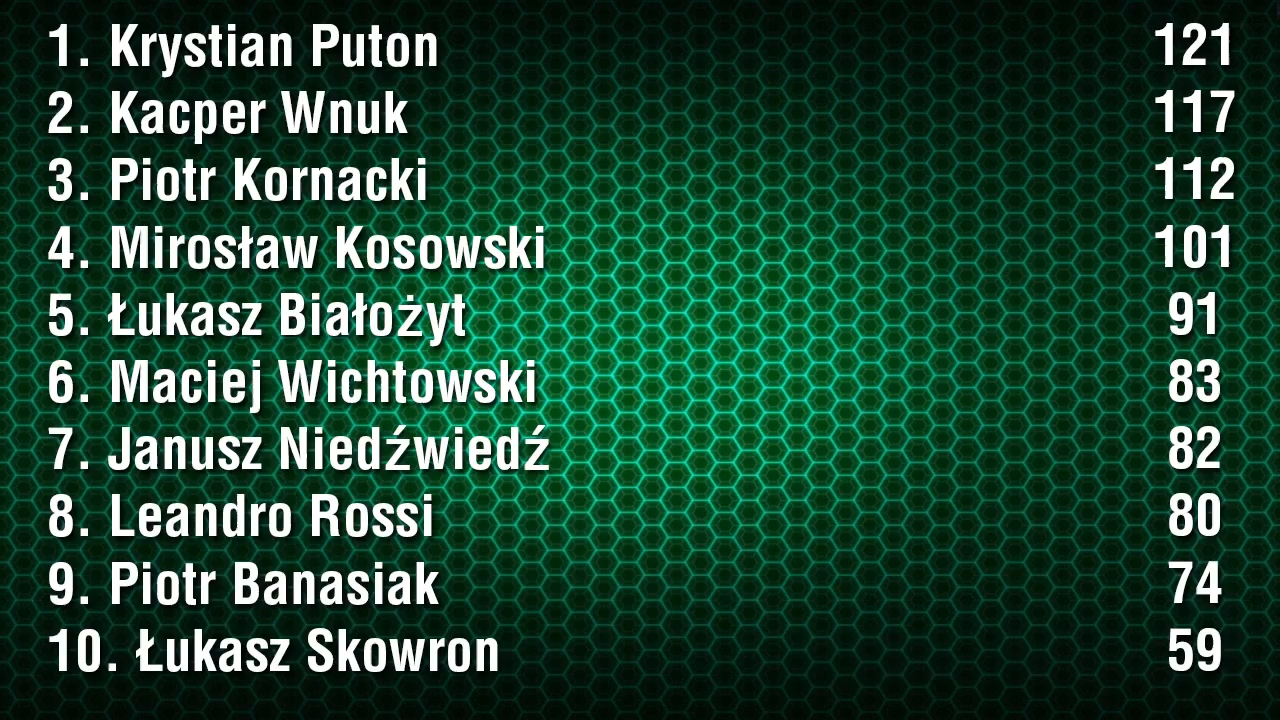 1. Krystian Puton 121
2. Kacper Wnuk 117
3. Piotr Kornacki 112
4. Mirosław Kosowski 101
5. Łukasz Białożyt 91
6. Maciej Wichtowski 83
7. Janusz Niedźwiedź 82
8. Leandro Rossi 80
9. Piotr Banasiak 74
10. Łukasz Skowron 59